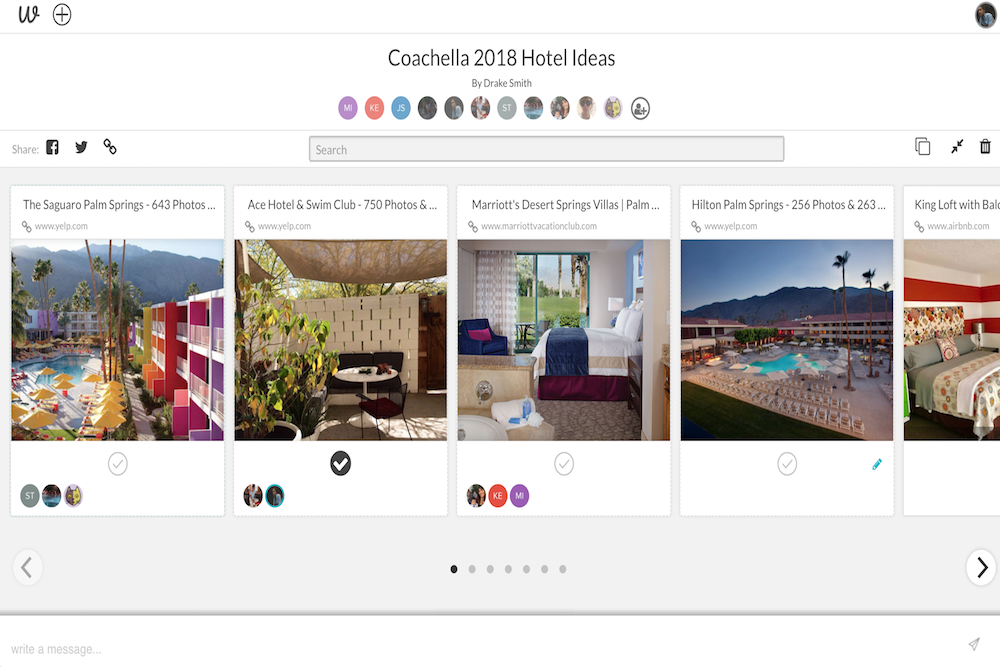 W
Coachella 2018 Hotel Ideas
By Drake Smith
MI KE JS ST
Share:
Search
The Saguaro Palm Springs - 643 Photos ...
www.yelp.com
Ace Hotel & Swim Club - 750 Photos & ...
www.yelp.com
Marriott's Desert Springs Villas | Palm ...
www.marriottvacationclub.com
Hilton Palm Springs - 256 Photos & 263 ...
www.yelp.com
King Loft with Balc
www.airbnb.com
ST
KE MI
write a message...